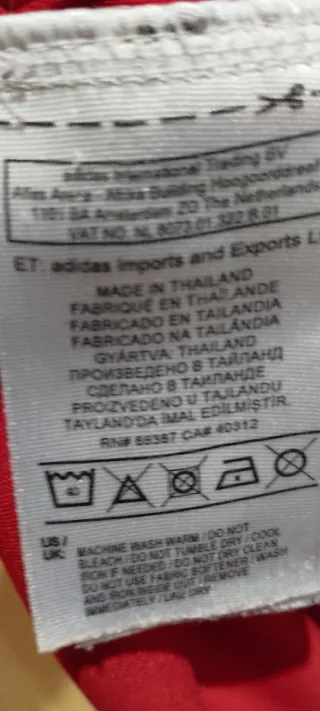 adidas International Trading BV
Atlas Arena - Afrika Building Hoogoorddreef
1101 BA Amsterdam ZO The Netherlands
VAT NO. NL 8073.01.322.B.01
ET: adidas Imports and Exports L
MADE IN THAILAND
FABRIQUÉ EN THAÏLANDE
FABRICADO EN TAILANDIA
FABRICADO NA TAILÂNDIA
GYÁRTVA: THAILAND
ПРОИЗВЕДЕНО В ТАЙЛАНД
СДЕЛАНО В ТАИЛАНДЕ
PROIZVEDENO U TAJLANDU
TAYLAND'DA İMAL EDİLMİŞTİR.
RN# 88387 CA# 40312
40
US / UK: MACHINE WASH WARM / DO NOT
BLEACH / DO NOT TUMBLE DRY / COOL
IRON IF NEEDED / DO NOT DRY CLEAN
DO NOT USE FABRIC SOFTENER / WASH
AND IRON INSIDE OUT / REMOVE
IMMEDIATELY / LINE DRY